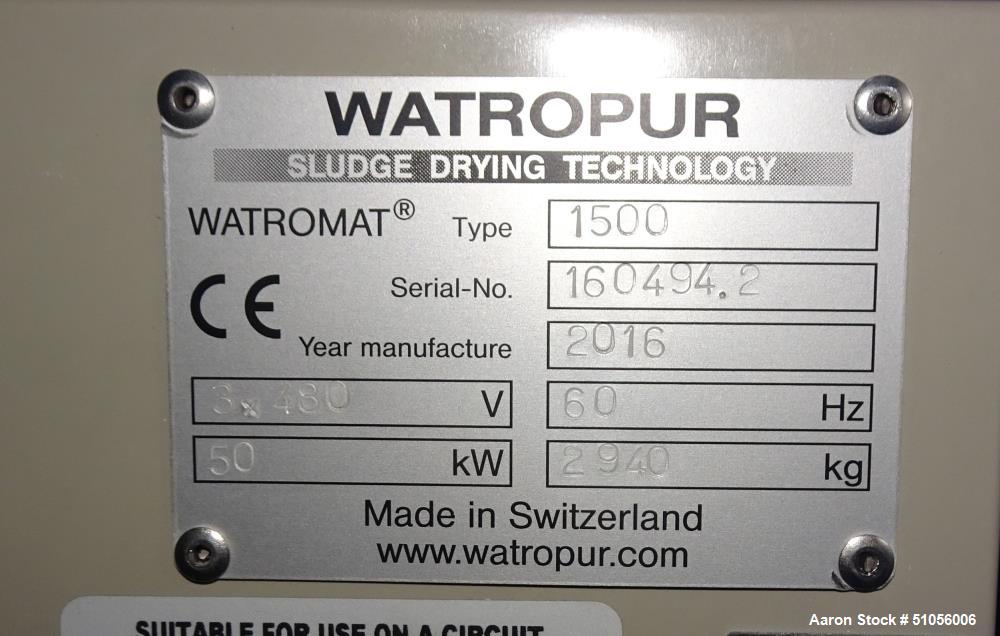 WATROPUR
SLUDGE DRYING TECHNOLOGY
WATROMAT® Type 1500
CE Serial-No. 160494.2
Year manufacture 2016
3x480 V 60 Hz
50 kW 2940 kg
Made in Switzerland
www.watropur.com
SUITABLE FOR USE ON A CIRCUIT
Aaron Stock # 51056006